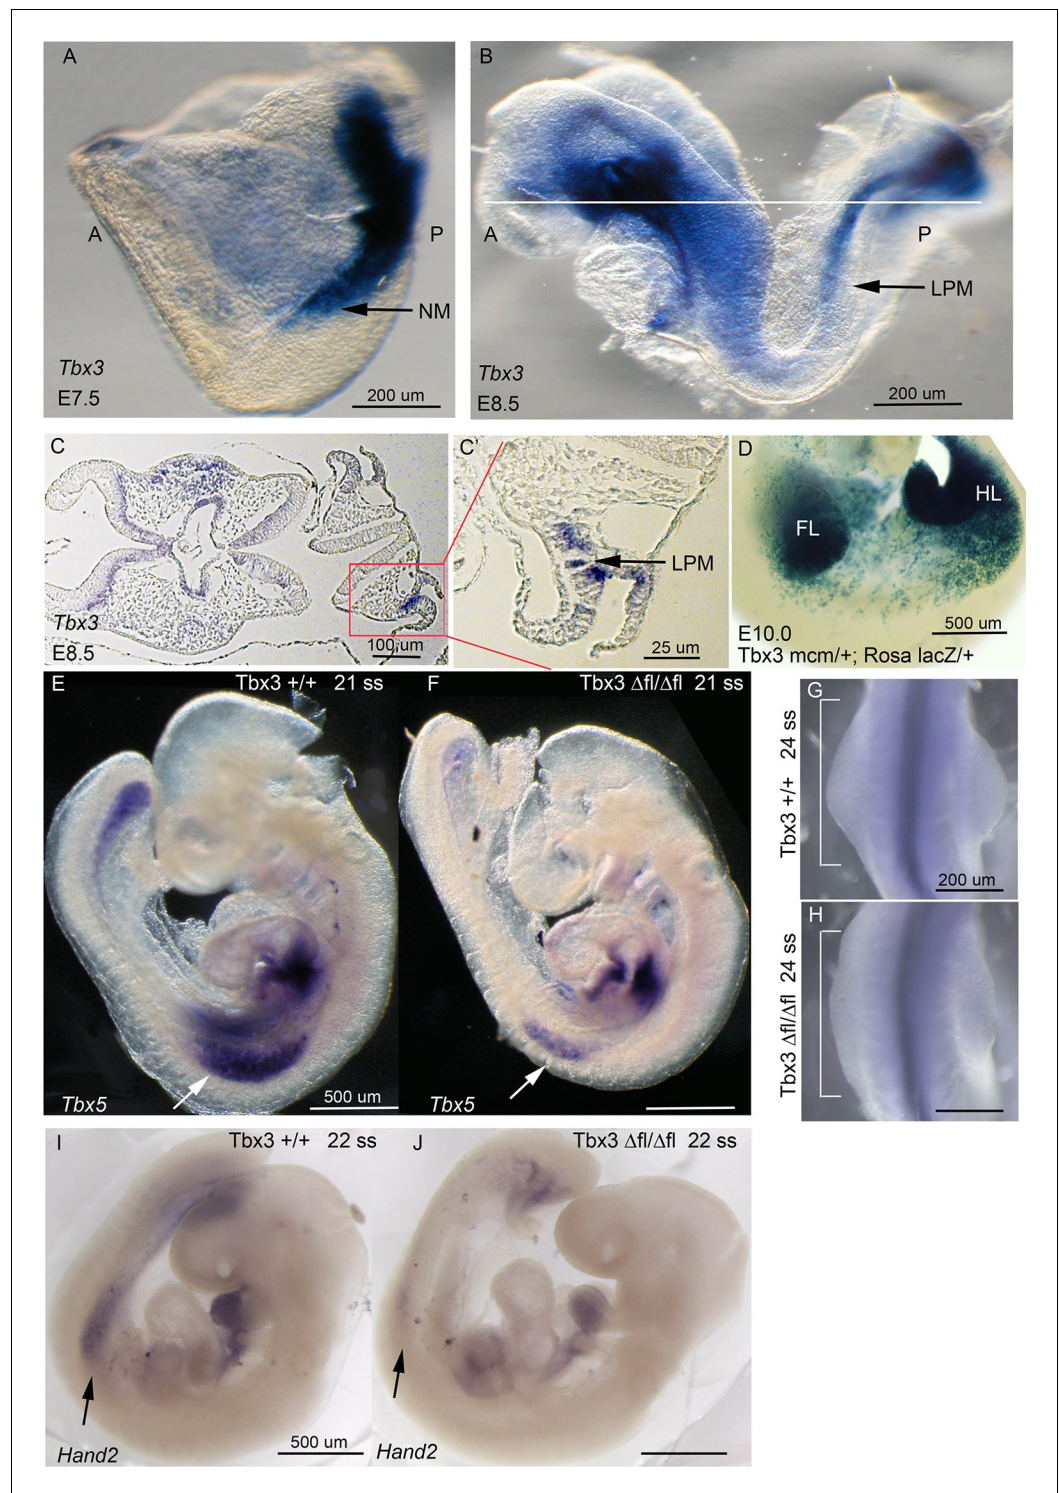 A
A
P
NM
Tbx3
E7.5
200 um
B
A
P
LPM
Tbx3
E8.5
200 um
C
Tbx3
E8.5
100 um
C'
LPM
25 um
D
FL
HL
E10.0
500 um
Tbx3 mcm/+; Rosa lacZ/+
E
Tbx3 +/+ 21 ss
Tbx5
500 um
F
Tbx3 Δfl/Δfl 21 ss
Tbx5
G
Tbx3 +/+ 24 ss
200 um
H
Tbx3 Δfl/Δfl 24 ss
I
Tbx3 +/+ 22 ss
Hand2
500 um
J
Tbx3 Δfl/Δfl 22 ss
Hand2